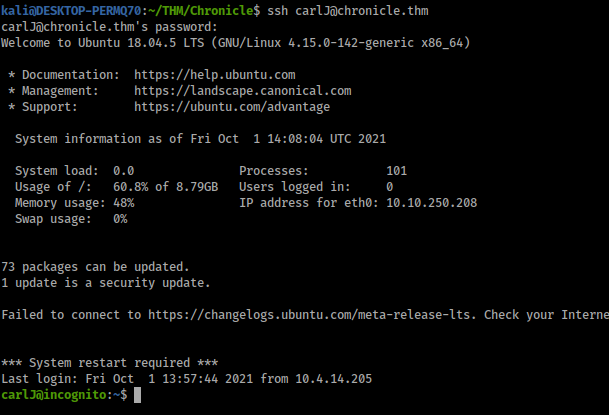 kali@DESKTOP-PERMQ70:~/THM/Chronicle$ ssh carlJ@chronicle.thm
carlJ@chronicle.thm's password:
Welcome to Ubuntu 18.04.5 LTS (GNU/Linux 4.15.0-142-generic x86_64)
* Documentation:  https://help.ubuntu.com
* Management:     https://landscape.canonical.com
* Support:        https://ubuntu.com/advantage
System information as of Fri Oct  1 14:08:04 UTC 2021
System load:  0.0                Processes:           101
Usage of /:   60.8% of 8.79GB   Users logged in:     0
Memory usage: 48%                IP address for eth0: 10.10.250.208
Swap usage:   0%
73 packages can be updated.
1 update is a security update.
Failed to connect to https://changelogs.ubuntu.com/meta-release-lts. Check your Interne
*** System restart required ***
Last login: Fri Oct  1 13:57:44 2021 from 10.4.14.205
carlJ@incognito:~$